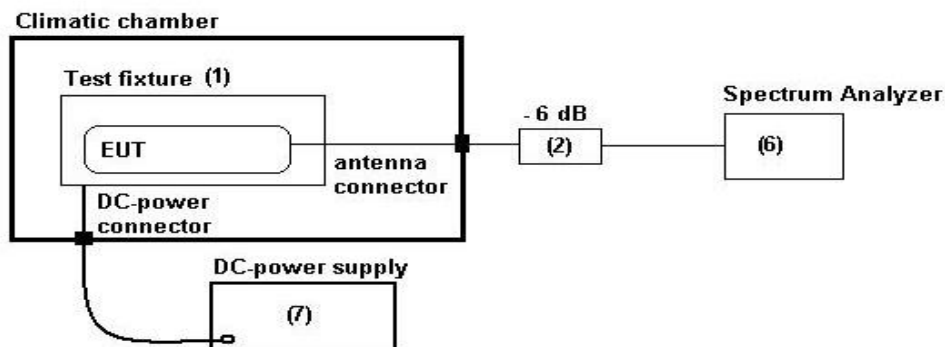 Climatic chamber
Test fixture (1)
EUT
antenna
connector
DC-power
connector
- 6 dB
(2)
Spectrum Analyzer
(6)
DC-power supply
(7)